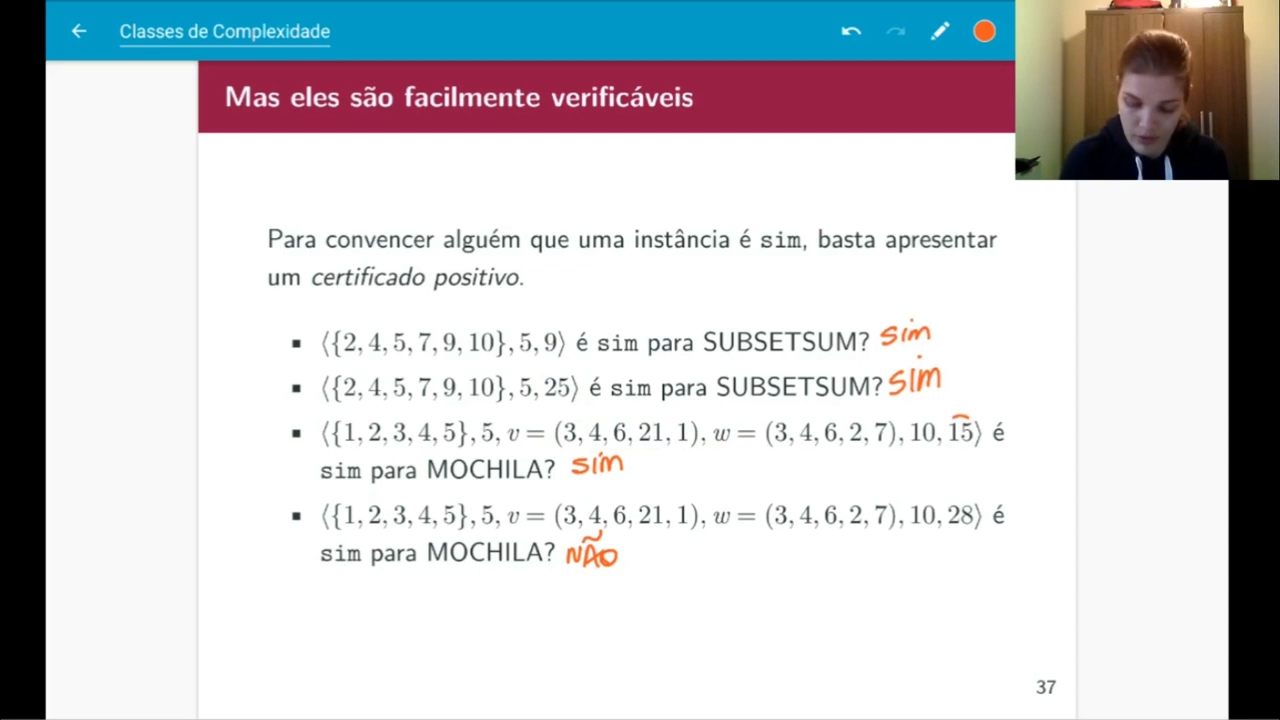 Classes de Complexidade
Mas eles são facilmente verificáveis
Para convencer alguém que uma instância é sim, basta apresentar
um certificado positivo.
▪ ⟨{2, 4, 5, 7, 9, 10}, 5, 9⟩ é sim para SUBSETSUM? sim
▪ ⟨{2, 4, 5, 7, 9, 10}, 5, 25⟩ é sim para SUBSETSUM? SIM
▪ ⟨{1, 2, 3, 4, 5}, 5, v = (3, 4, 6, 21, 1), w = (3, 4, 6, 2, 7), 10, 15⟩ é
sim para MOCHILA? sim
▪ ⟨{1, 2, 3, 4, 5}, 5, v = (3, 4, 6, 21, 1), w = (3, 4, 6, 2, 7), 10, 28⟩ é
sim para MOCHILA? NÃO
37